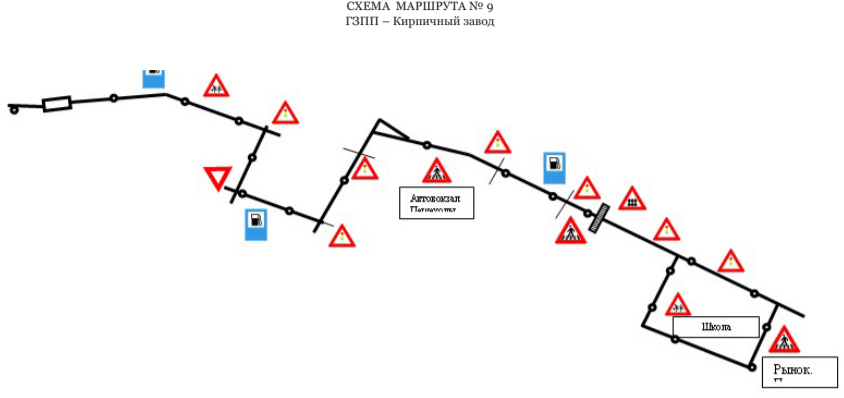 СХЕМА МАРШРУТА № 9
ГЗПП – Кирпичный завод
Автовокзал
Школа
Рынок.